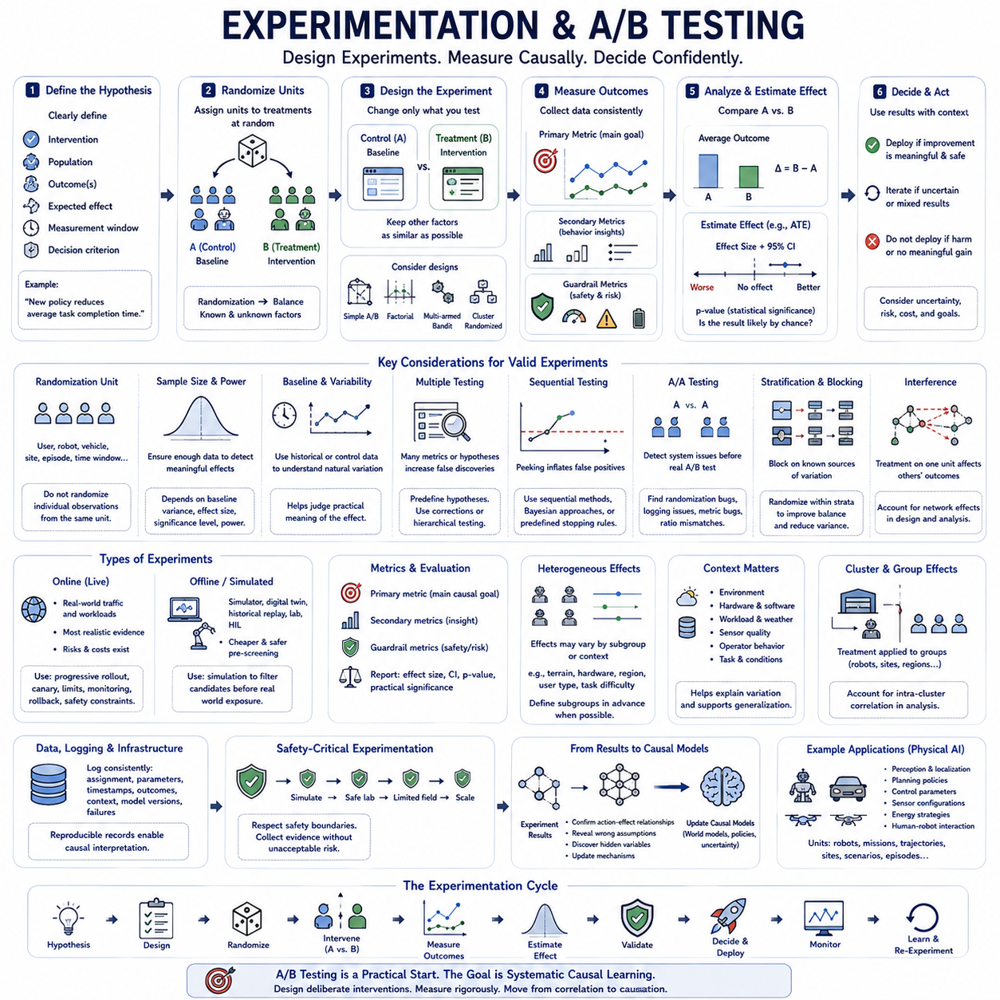 EXPERIMENTATION & A/B TESTING
Design Experiments. Measure Causally. Decide Confidently.
1 Define the Hypothesis
Clearly define
Intervention
Population
Outcome(s)
Expected effect
Measurement window
Decision criterion
Example:
“New policy reduces
average task completion time.”
2 Randomize Units
Assign units to treatments
at random
A (Control)
Baseline
B (Treatment)
Intervention
Randomization → Balance
Known & unknown factors
3 Design the Experiment
Change only what you test
Control (A)
Baseline
vs.
Treatment (B)
Intervention
Keep other factors
as similar as possible
Consider designs
Simple A/B
Factorial
Multi-armed
Bandit
Cluster
Randomized
4 Measure Outcomes
Collect data consistently
Primary Metric (main goal)
Secondary Metrics
(behavior insights)
Guardrail Metrics
(safety & risk)
5 Analyze & Estimate Effect
Compare A vs. B
Average Outcome
A
B
Δ = B – A
Estimate Effect (e.g., ATE)
Effect Size + 95% CI
Worse
No effect
Better
p-value (statistical significance)
Is the result likely by chance?
6 Decide & Act
Use results with context
Deploy if improvement
is meaningful & safe
Iterate if uncertain
or mixed results
Do not deploy if harm
or no meaningful gain
Consider uncertainty,
risk, cost, and goals.
Key Considerations for Valid Experiments
Randomization Unit
User, robot, vehicle,
site, episode, time window...
Do not randomize
individual observations
from the same unit.
Sample Size & Power
Ensure enough data to detect
meaningful effects
Depends on baseline
variance, effect size,
significance level, power.
Baseline & Variability
Use historical or control data
to understand natural variation
Helps judge practical
meaning of the effect.
Multiple Testing
Many metrics or hypotheses
increase false discoveries
Predefine hypotheses.
Use corrections or
hierarchical testing.
Sequential Testing
Peeking inflates false positives
Use sequential methods,
Bayesian approaches, or
predefined stopping rules.
A/A Testing
A vs. A
Detect system issues before
real A/B test
Find randomization bugs,
logging issues, metric bugs,
ratio mismatches.
Stratification & Blocking
Block on known sources
of variation
Randomize within strata
to improve balance
and reduce variance.
Interference
Treatment on one unit affects
others’ outcomes
Account for network effects
in design and analysis.
Types of Experiments
Online (Live)
• Real-world traffic
and workloads
• Most realistic evidence
• Risks & costs exist
Use: progressive rollout,
canary, limits, monitoring,
rollback, safety constraints.
Offline / Simulated
Simulator, digital twin,
historical replay, lab,
HIL
• Cheaper & safer
pre-screening
Use: simulation to filter
candidates before real
world exposure.
Metrics & Evaluation
Primary metric (main causal goal)
Secondary metrics (insight)
Guardrail metrics (safety/risk)
Report: effect size, CI, p-value,
practical significance
Heterogeneous Effects
Effects may vary by subgroup
or context
e.g., terrain, hardware, region,
user type, task difficulty
Define subgroups in advance
when possible.
Context Matters
• Environment
• Hardware & software
• Workload & weather
• Sensor quality
• Operator behavior
• Task & conditions
Helps explain variation
and supports generalization.
Cluster & Group Effects
Treatment applied to groups
(robots, sites, regions...)
Account for intra-cluster
correlation in analysis.
Data, Logging & Infrastructure
Log consistently:
assignment, parameters,
timestamps, outcomes,
context, model versions,
failures
Reproducible records enable
causal interpretation.
Safety-Critical Experimentation
Simulate → Safe lab → Limited field → Scale
Respect safety boundaries.
Collect evidence without
unacceptable risk.
From Results to Causal Models
Experiment
Results
• Confirm action-effect relationships
• Reveal wrong assumptions
• Discover hidden variables
• Update mechanisms
Update Causal Models
(World models, policies,
uncertainty)
Example Applications (Physical AI)
• Perception & localization
• Planning policies
• Control parameters
• Sensor configurations
• Energy strategies
• Human-robot interaction
Units: robots, missions, trajectories,
sites, scenarios, episodes...
The Experimentation Cycle
Hypothesis
Design
Randomize
Intervene
(A vs. B)
Measure
Outcomes
Estimate
Effect
Validate
Decide &
Deploy
Monitor
Learn &
Re-Experiment
A/B Testing is a Practical Start. The Goal is Systematic Causal Learning.
Design deliberate interventions. Measure rigorously. Move from correlation to causation.